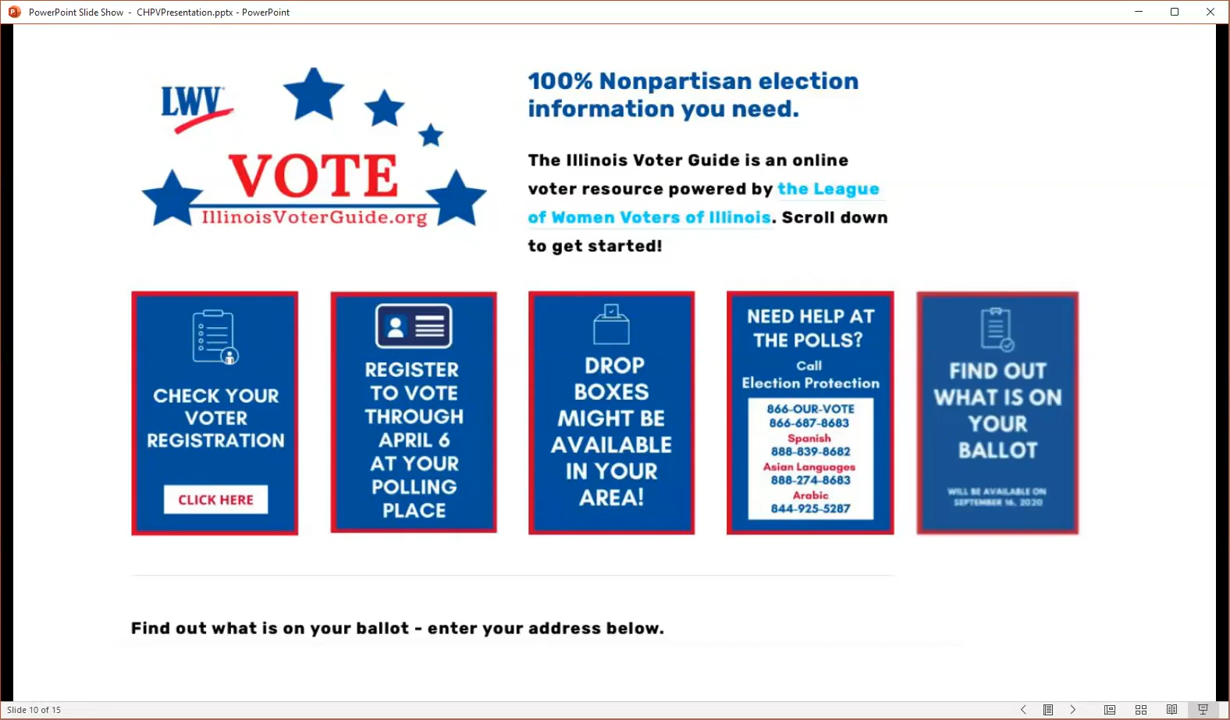 PowerPoint Slide Show - CHPVPresentation.pptx - PowerPoint
LWV
VOTE
IllinoisVoterGuide.org
100% Nonpartisan election
information you need.
The Illinois Voter Guide is an online
voter resource powered by the League
of Women Voters of Illinois. Scroll down
to get started!
CHECK YOUR
VOTER
REGISTRATION
CLICK HERE
REGISTER
TO VOTE
THROUGH
APRIL 6
AT YOUR
POLLING
PLACE
DROP
BOXES
MIGHT BE
AVAILABLE
IN YOUR
AREA!
NEED HELP AT
THE POLLS?
Call
Election Protection
866-OUR-VOTE
866-687-8683
Spanish
888-839-8682
Asian Languages
888-274-8683
Arabic
844-925-5287
FIND OUT
WHAT IS ON
YOUR
BALLOT
WILL BE AVAILABLE ON
SEPTEMBER 16, 2020
Find out what is on your ballot - enter your address below.
Slide 10 of 15